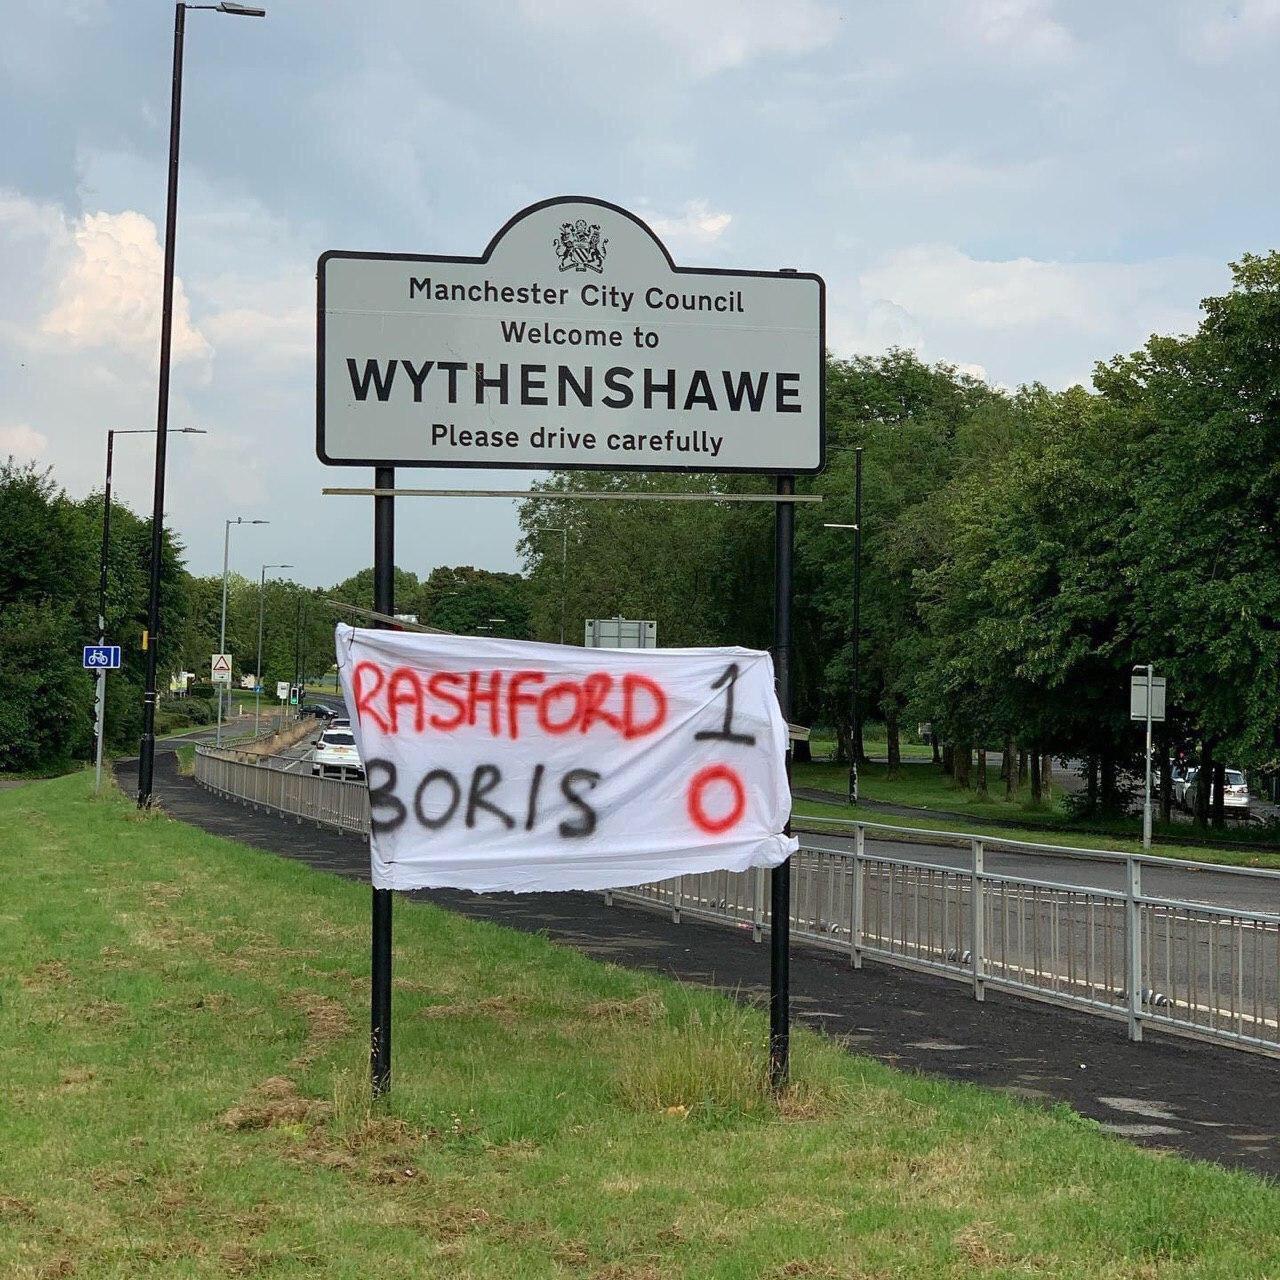 Manchester City Council
Welcome to
WYTHENSHAWE
Please drive carefully
RASHFORD 1
BORIS 0